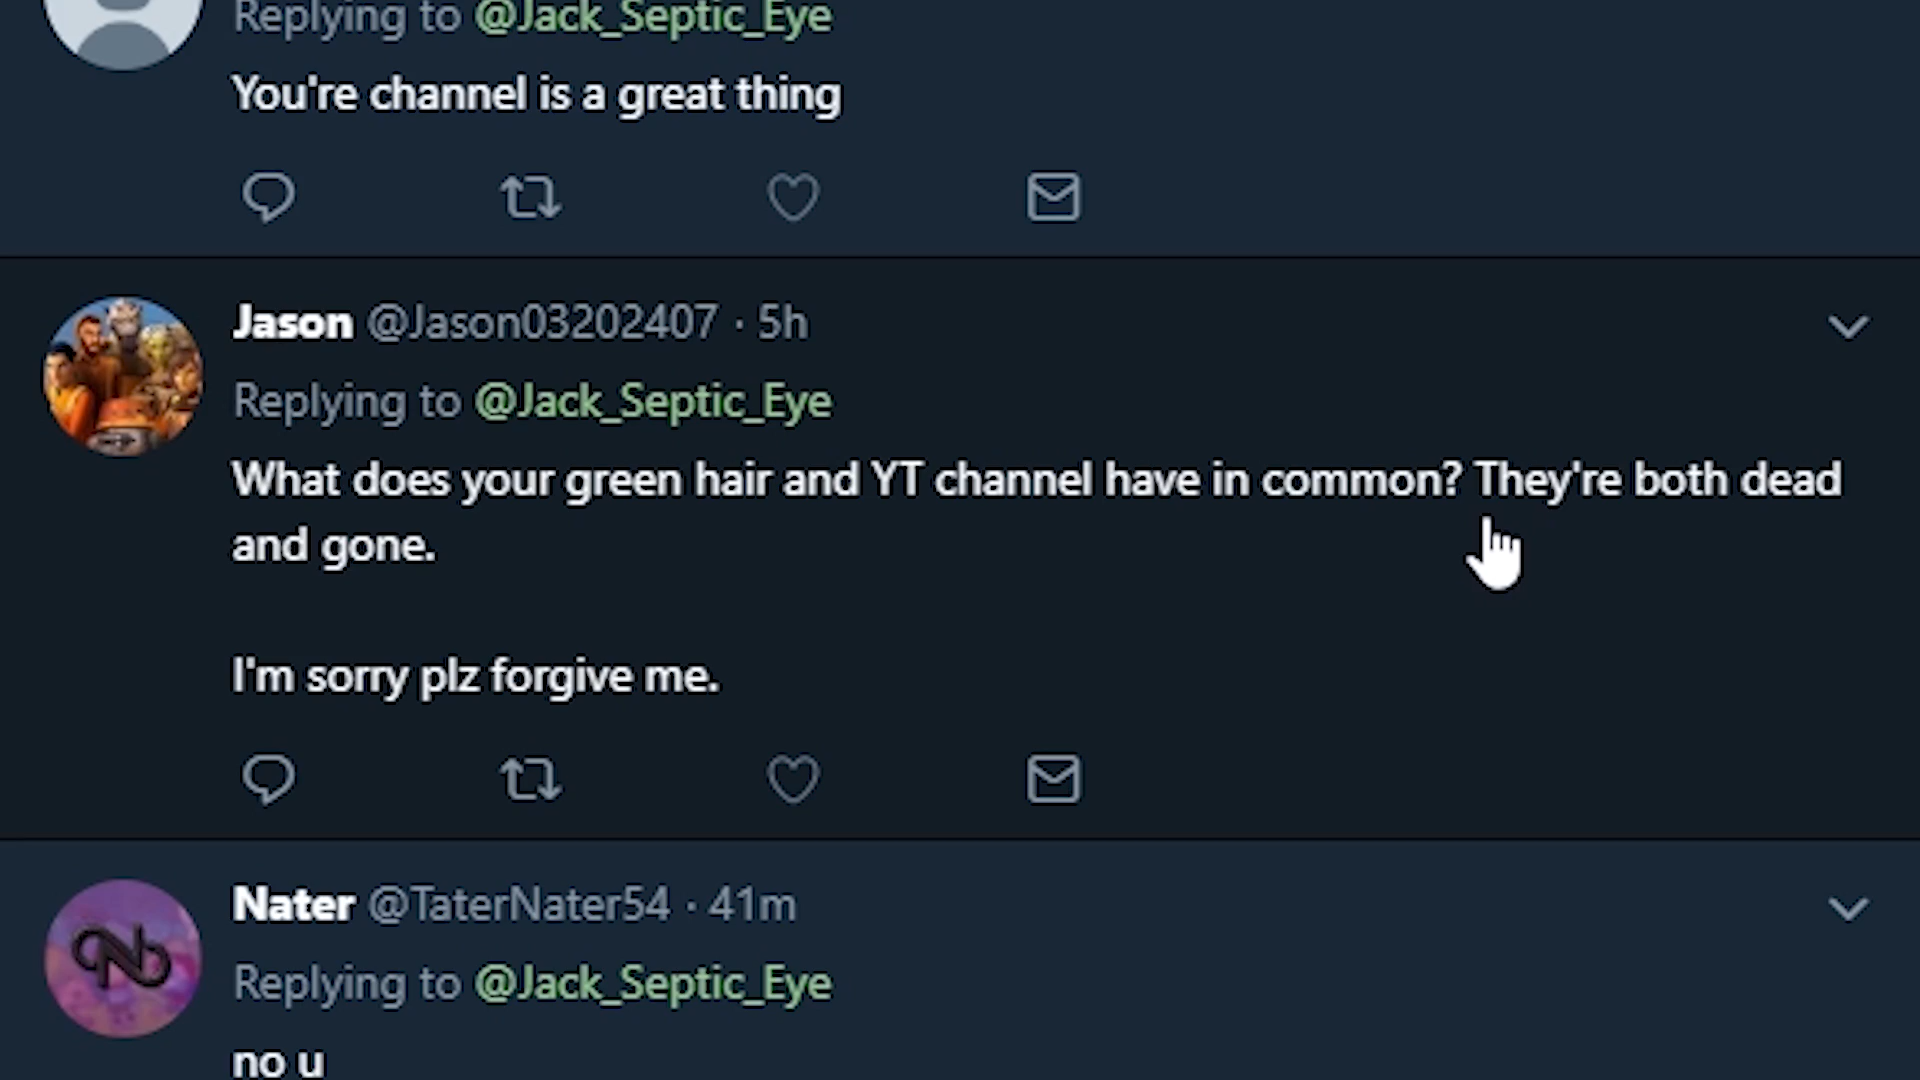 Replying to @Jack_Septic_Eye
You're channel is a great thing
Jason @Jason03202407 · 5h
Replying to @Jack_Septic_Eye
What does your green hair and YT channel have in common? They're both dead
and gone.
I'm sorry plz forgive me.
Nater @TaterNater54 · 41m
Replying to @Jack_Septic_Eye
no u